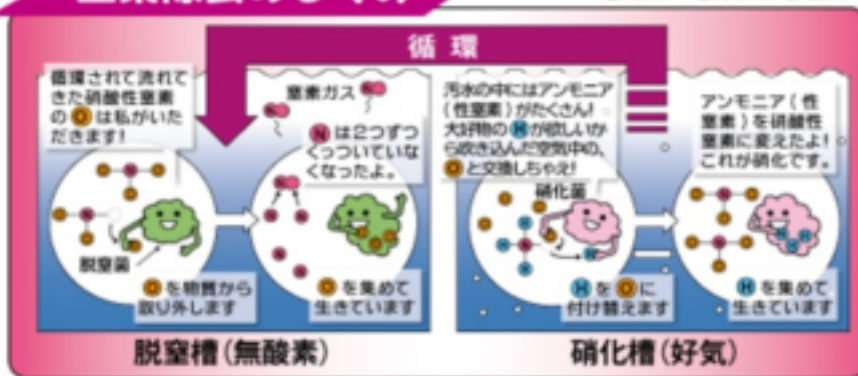 循環
循環されて流れて
きた硝酸性窒素
の O は私がいた
だきます!
窒素ガス
N は2つずつ
くっついていな
くなったよ。
脱窒菌
O を物質から
取り外します
O を集めて
生きています
脱窒槽(無酸素)
汚水の中にはアンモニア
(性窒素)がたくさん!
大好物の H が欲しいか
ら吹き込んだ空気中の、
O と交換しちゃえ!
硝化菌
アンモニア(性
窒素)を硝酸性
窒素に変えたよ!
これが硝化です。
H を O に
付け替えます
H を集めて
生きています
硝化槽(好気)